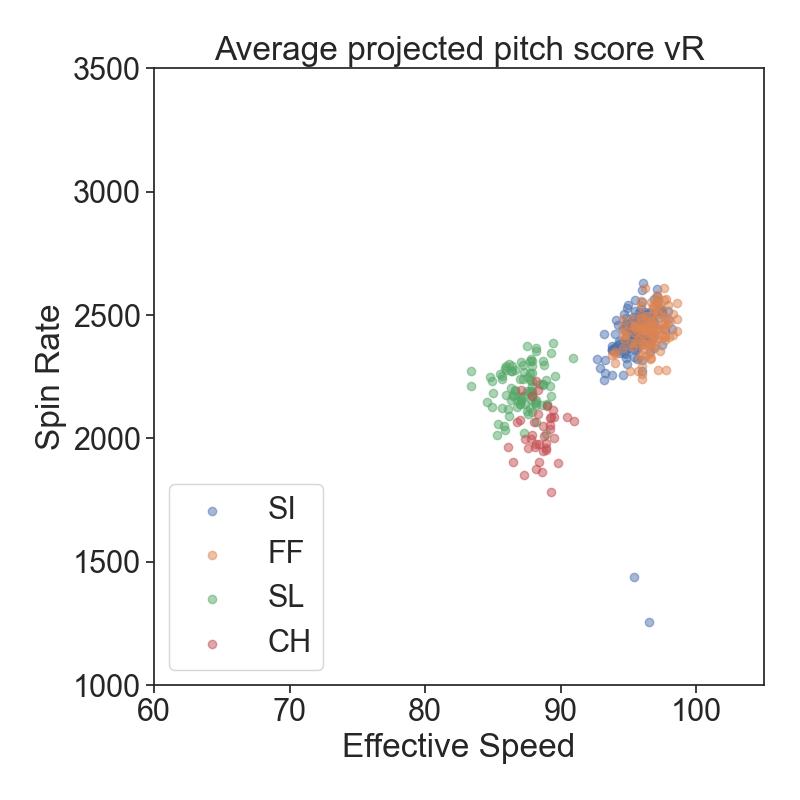 Average projected pitch score vR
3500
3000
2500
2000
1500
1000
Spin Rate
SI
FF
SL
CH
60 70 80 90 100
Effective Speed